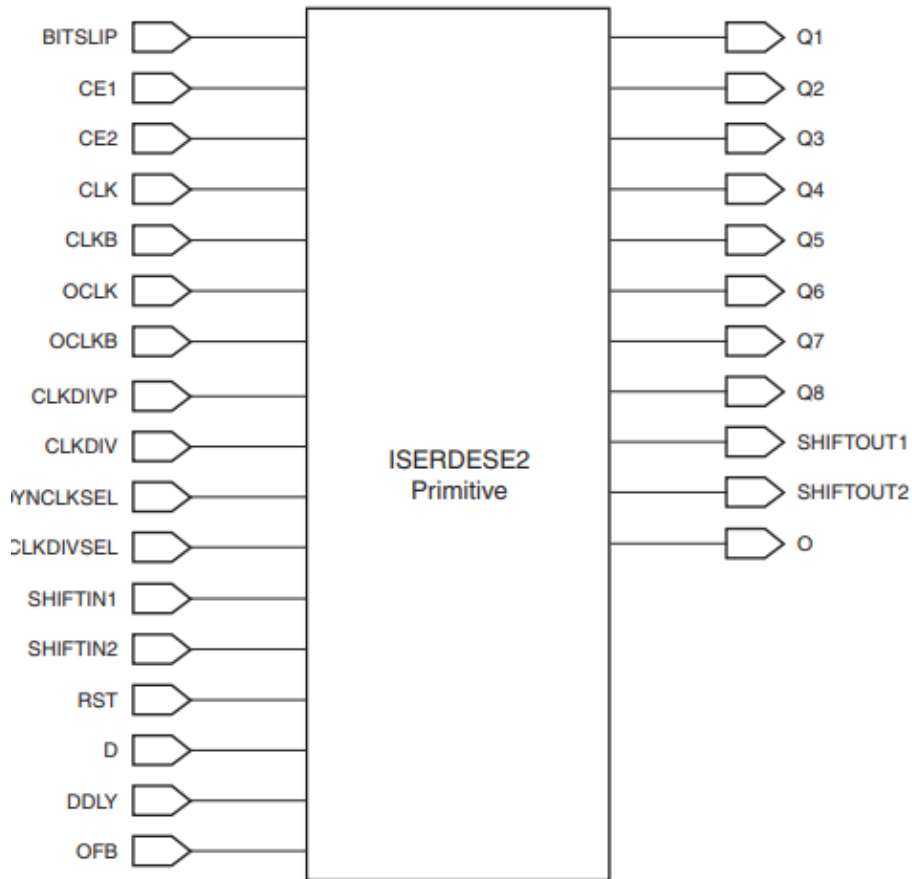 BITSLIP
CE1
CE2
CLK
CLKB
OCLK
OCLKB
CLKDIVP
CLKDIV
YNCLKSEL
CLKDIVSEL
SHIFTIN1
SHIFTIN2
RST
D
DDLY
OFB
ISERDESE2
Primitive
Q1
Q2
Q3
Q4
Q5
Q6
Q7
Q8
SHIFTOUT1
SHIFTOUT2
O